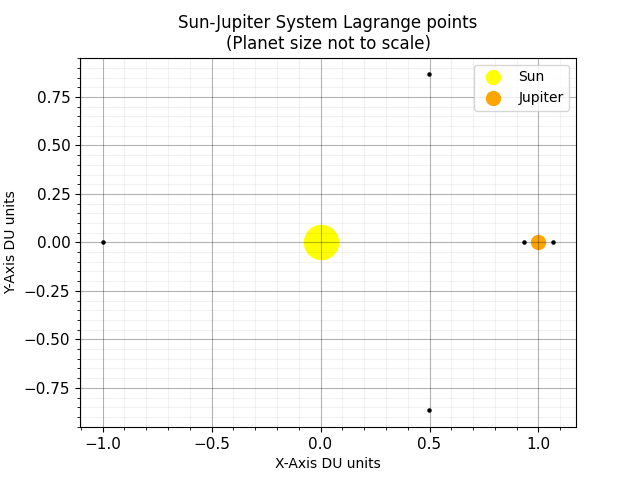 Sun-Jupiter System Lagrange points
(Planet size not to scale)
Sun
Jupiter
Y-Axis DU units
0.75
0.50
0.25
0.00
−0.25
−0.50
−0.75
−1.0
−0.5
0.0
0.5
1.0
X-Axis DU units